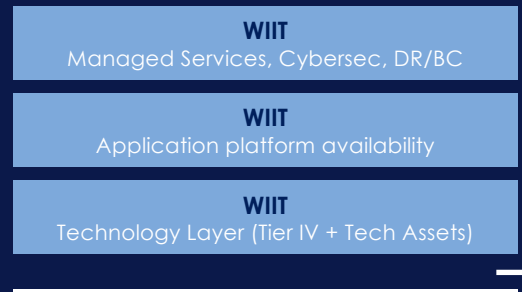 WIIT
Managed Services, Cybersec, DR/BC
WIIT
Application platform availability
WIIT
Technology Layer (Tier IV + Tech Assets)